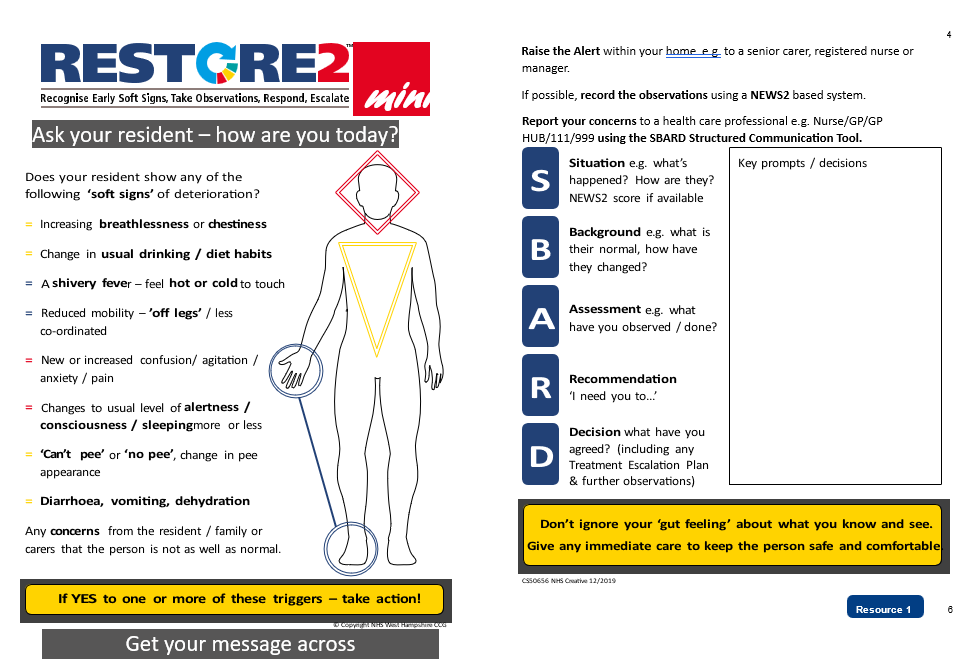 RESTORE2™
mini
Recognise Early Soft Signs, Take Observations, Respond, Escalate
Ask your resident – how are you today?
Does your resident show any of the
following ‘soft signs’ of deterioration?
= Increasing breathlessness or chestiness
= Change in usual drinking / diet habits
= A shivery fever – feel hot or cold to touch
= Reduced mobility – ’off legs’ / less
co-ordinated
= New or increased confusion/ agitation /
anxiety / pain
= Changes to usual level of alertness /
consciousness / sleepingmore or less
= ‘Can’t pee’ or ‘no pee’, change in pee
appearance
= Diarrhoea, vomiting, dehydration
Any concerns from the resident / family or
carers that the person is not as well as normal.
If YES to one or more of these triggers – take action!
© Copyright NHS West Hampshire CCG
Get your message across
4
Raise the Alert within your home e.g. to a senior carer, registered nurse or
manager.
If possible, record the observations using a NEWS2 based system.
Report your concerns to a health care professional e.g. Nurse/GP/GP
HUB/111/999 using the SBARD Structured Communication Tool.
S
Situation e.g. what’s
happened? How are they?
NEWS2 score if available
B
Background e.g. what is
their normal, how have
they changed?
A
Assessment e.g. what
have you observed / done?
R
Recommendation
‘I need you to...’
D
Decision what have you
agreed? (including any
Treatment Escalation Plan
& further observations)
Key prompts / decisions
Don’t ignore your ‘gut feeling’ about what you know and see.
Give any immediate care to keep the person safe and comfortable.
CS50656 NHS Creative 12/2019
Resource 1
6